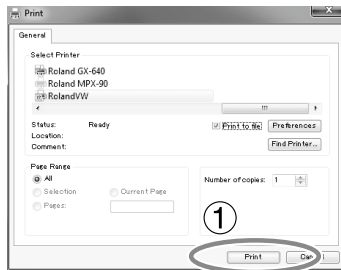 Print
General
Select Printer
Roland GX-640
Roland MPX-90
RolandVW
Status: Ready
Print to file
Preferences
Location:
Comment:
Find Printer...
Page Range
All
Selection
Current Page
Pages:
Number of copies: 1
①
Print